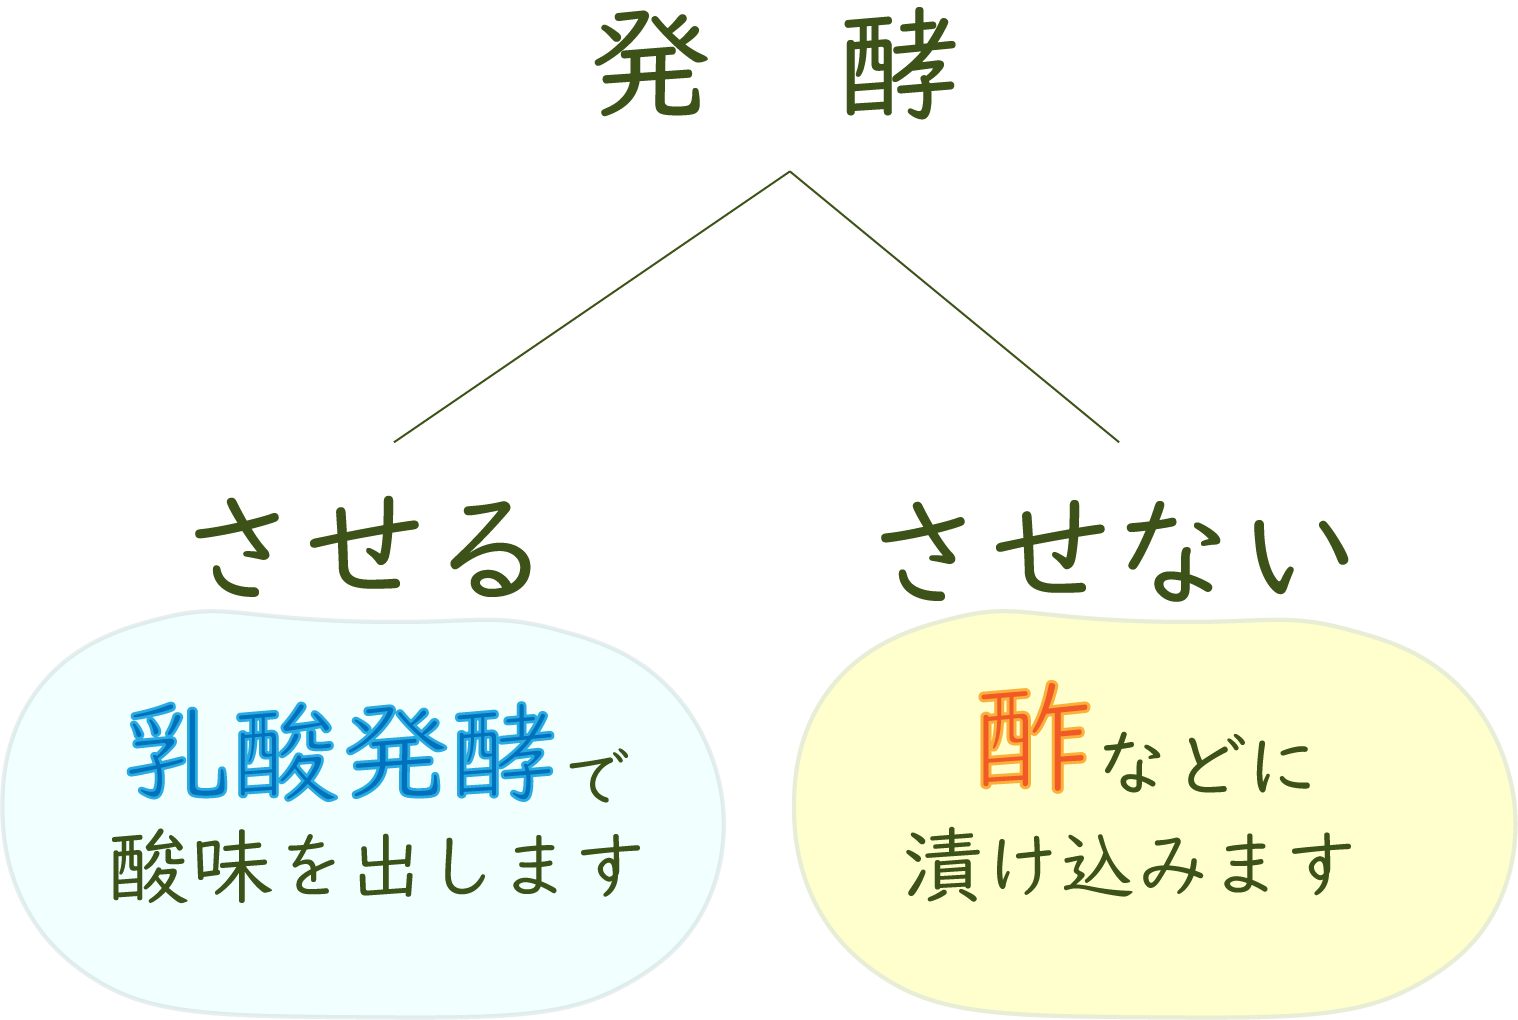 発 酵
させる
させない
乳酸発酵で
酸味を出します
酢などに
漬け込みます